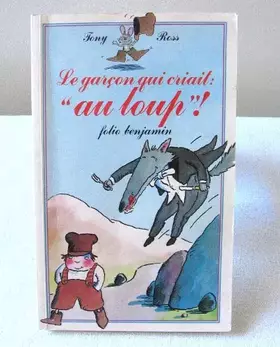 Tony Ross
Le garçon qui criait:
"au loup"!
folio benjamin